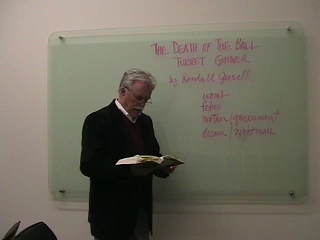 THE DEATH OF THE BALL
TURRET GUNNER
by Randall Jarrell
womb
fetus
mother/government
dream/nightmare